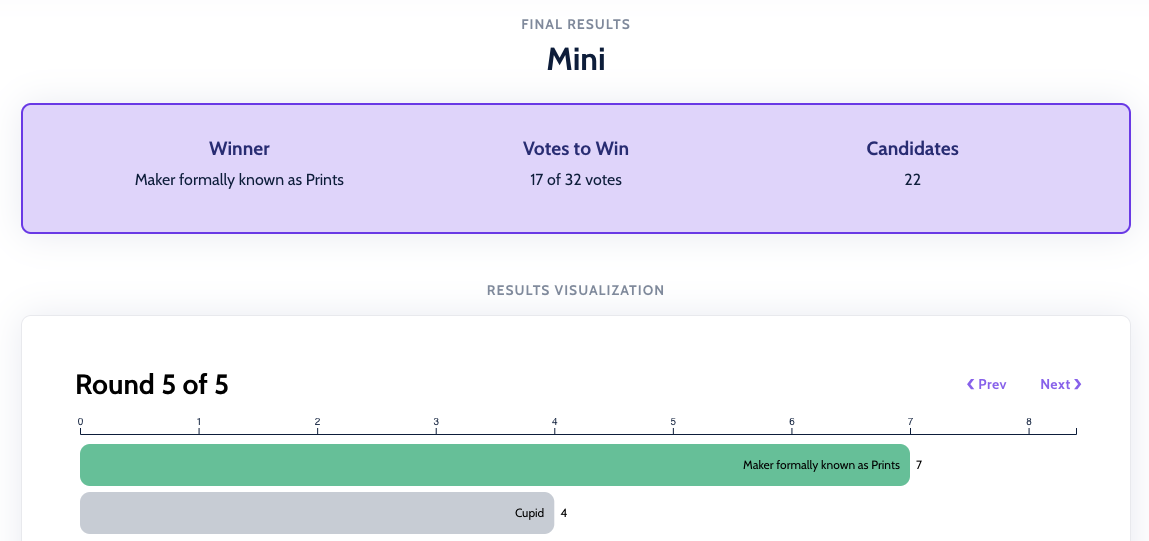 FINAL RESULTS
Mini
Winner
Votes to Win
Candidates
Maker formally known as Prints
17 of 32 votes
22
RESULTS VISUALIZATION
Round 5 of 5
❮ Prev
Next ❯
0 1 2 3 4 5 6 7 8
Maker formally known as Prints 7
Cupid 4